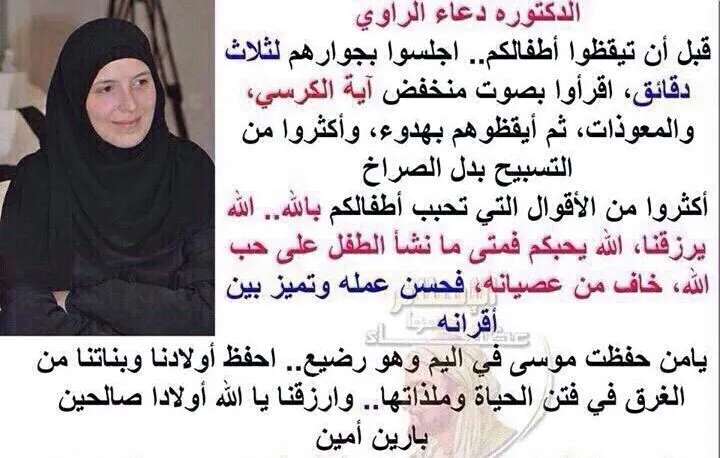 الدكتوره دعاء الراوي
قبل أن تيقظوا أطفالكم.. اجلسوا بجوارهم لثلاث
دقائق، اقرأوا بصوت منخفض آية الكرسي،
والمعوذات، ثم أيقظوهم بهدوء، وأكثروا من
التسبيح بدل الصراخ
أكثروا من الأقوال التي تحبب أطفالكم بالله.. الله
يرزقنا، الله يحبكم فمتى ما نشأ الطفل على حب
الله، خاف من عصيانه، فحسن عمله وتميز بين
أقرانه
يامن حفظت موسى في اليم وهو رضيع.. احفظ أولادنا وبناتنا من
الغرق في فتن الحياة وملذاتها.. وارزقنا يا الله أولادا صالحين
بارين أمين